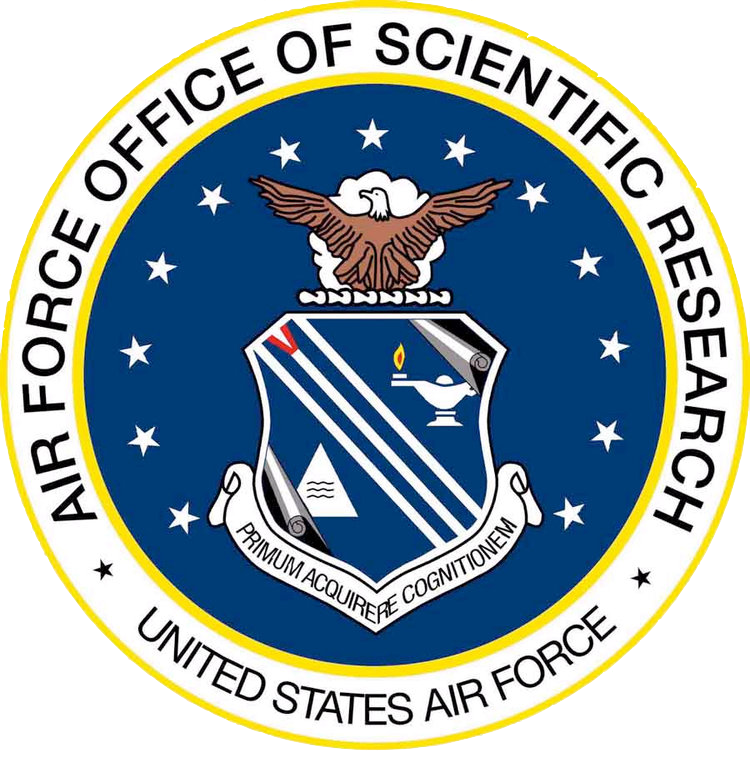 AIR FORCE OFFICE OF SCIENTIFIC RESEARCH
PRIMUM ACQUIRERE COGNITIONEM
UNITED STATES AIR FORCE